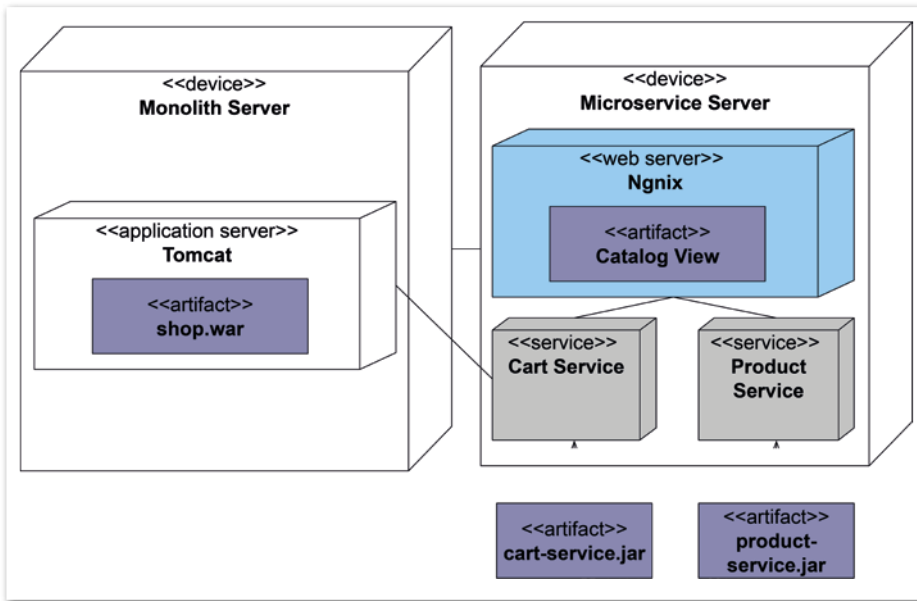 <<device>>
Monolith Server
<<application server>>
Tomcat
<<artifact>>
shop.war
<<device>>
Microservice Server
<<web server>>
Ngnix
<<artifact>>
Catalog View
<<service>>
Cart Service
<<service>>
Product
Service
<<artifact>>
cart-service.jar
<<artifact>>
product-
service.jar